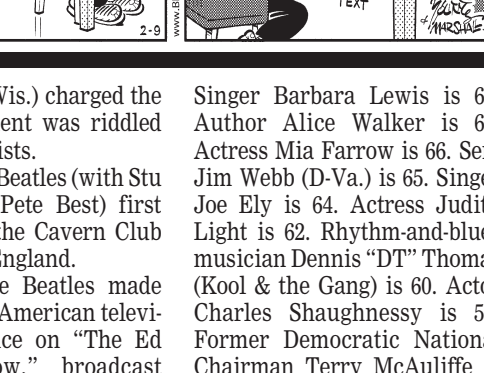 2-9
TEXT
Wis.) charged the
ent was riddled
ists.
Beatles (with Stu
Pete Best) first
the Cavern Club
England.
e Beatles made
American televi-
ce on “The Ed
ow,” broadcast
Singer Barbara Lewis is 6
Author Alice Walker is 6
Actress Mia Farrow is 66. Sen
Jim Webb (D-Va.) is 65. Singe
Joe Ely is 64. Actress Judit
Light is 62. Rhythm-and-blue
musician Dennis “DT” Thoma
(Kool & the Gang) is 60. Acto
Charles Shaughnessy is 5
Former Democratic Nationa
Chairman Terry McAuliffe